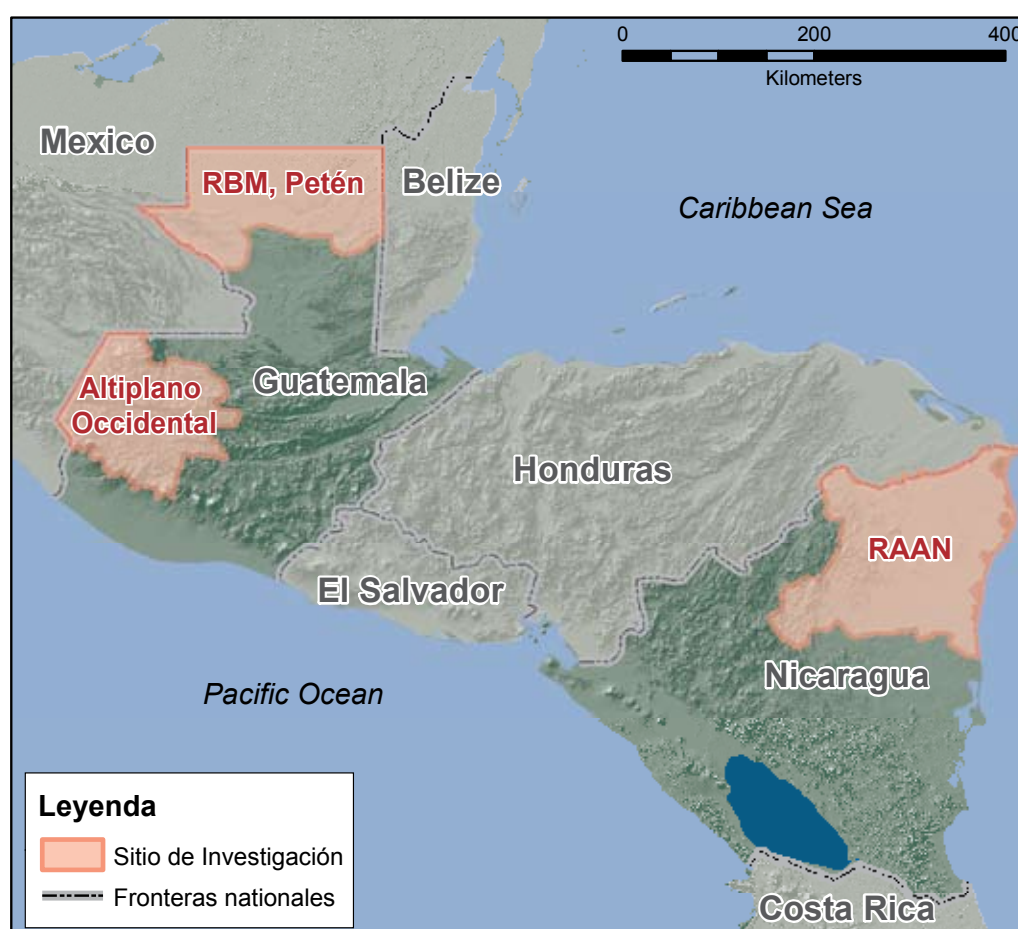 0 200 400
Kilometers
Mexico
RBM, Petén
Belize
Caribbean Sea
Altiplano
Occidental
Guatemala
Honduras
RAAN
El Salvador
Nicaragua
Pacific Ocean
Leyenda
Sitio de Investigación
Fronteras nationales
Costa Rica